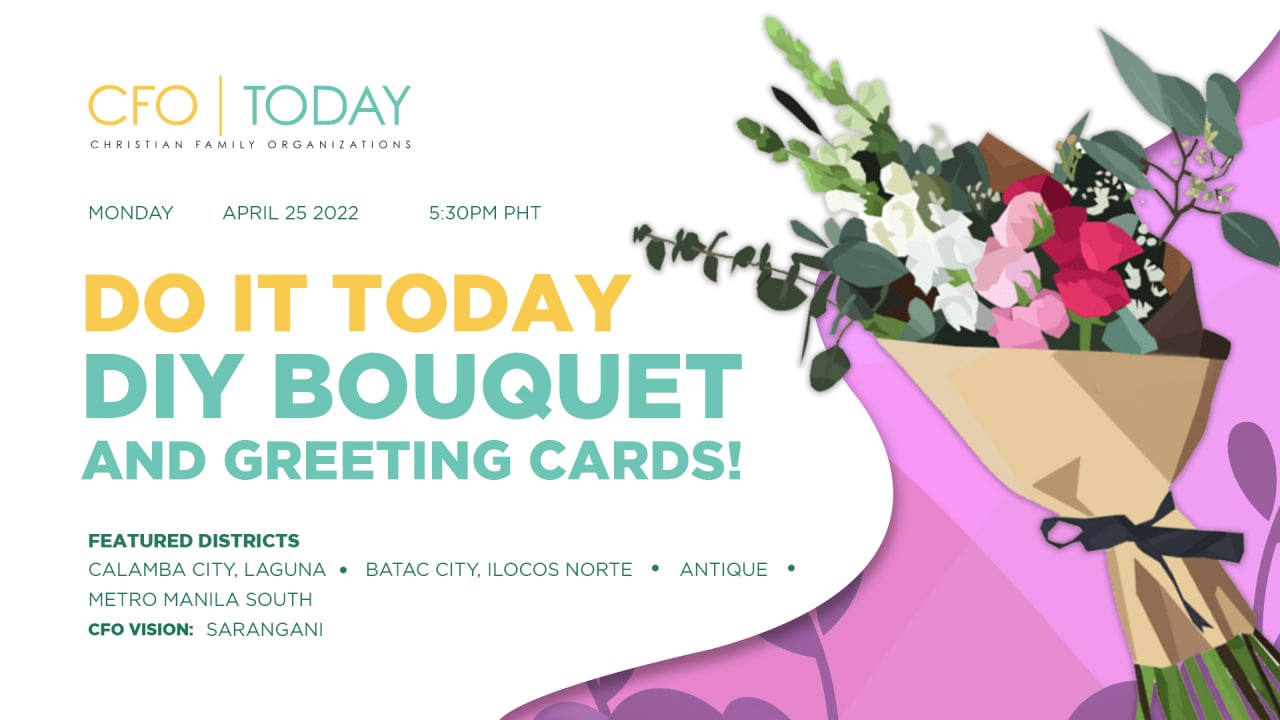 CFO | TODAY
CHRISTIAN FAMILY ORGANIZATIONS
MONDAY APRIL 25 2022 5:30PM PHT
DO IT TODAY
DIY BOUQUET
AND GREETING CARDS!
FEATURED DISTRICTS
CALAMBA CITY, LAGUNA • BATAC CITY, ILOCOS NORTE • ANTIQUE •
METRO MANILA SOUTH
CFO VISION: SARANGANI